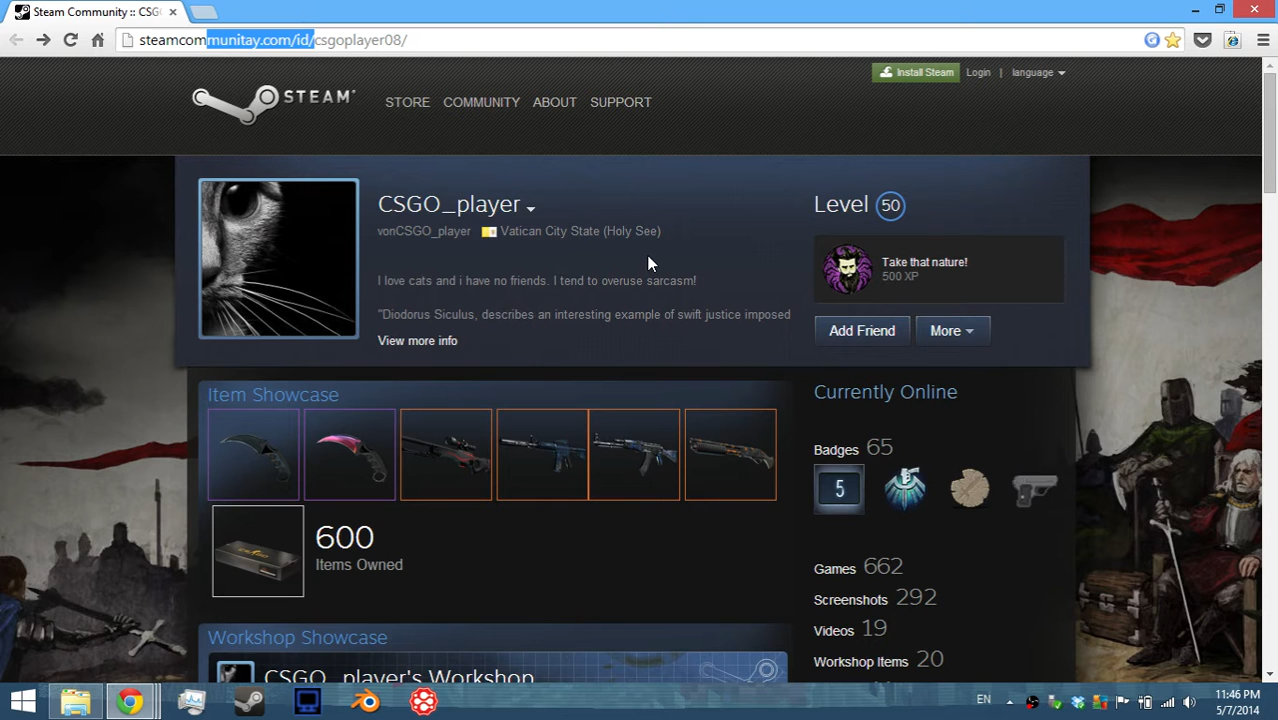 Steam Community :: CSG
steamcommunitay.com/id/csgoplayer08/
Install Steam Login | language
STEAM STORE COMMUNITY ABOUT SUPPORT
CSGO_player
vonCSGO_player Vatican City State (Holy See)
I love cats and i have no friends. I tend to overuse sarcasm!
"Diodorus Siculus, describes an interesting example of swift justice imposed
View more info
Level 50
Take that nature!
500 XP
Add Friend More
Item Showcase
600
Items Owned
Workshop Showcase
CSGO_player's Workshop
Currently Online
Badges 65
5
Games 662
Screenshots 292
Videos 19
Workshop Items 20
EN
11:46 PM
5/7/2014